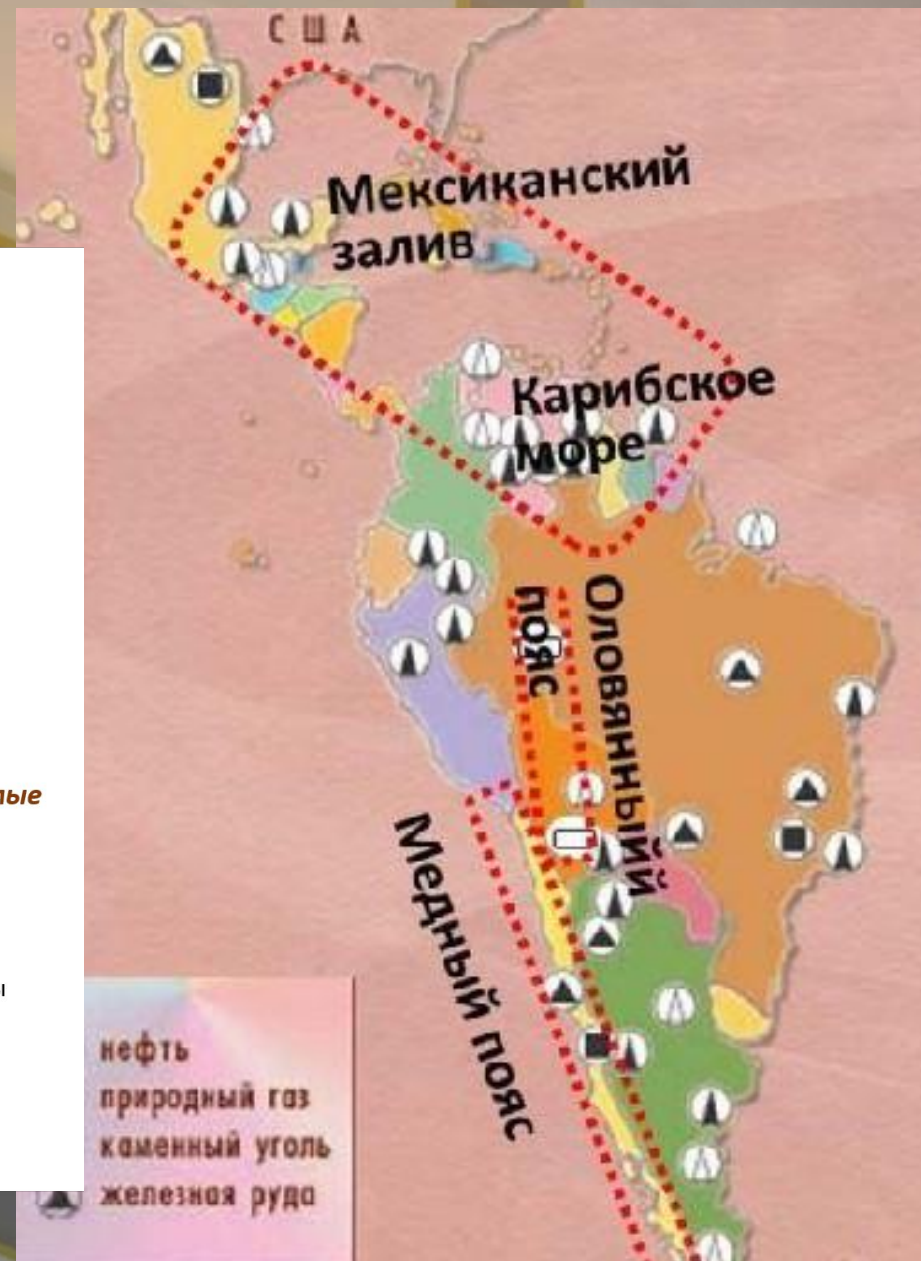 США
Мексиканский
залив
Карибское
море
Оловянный
пояс
Медный пояс
нефть
природный газ
каменный уголь
железная руда